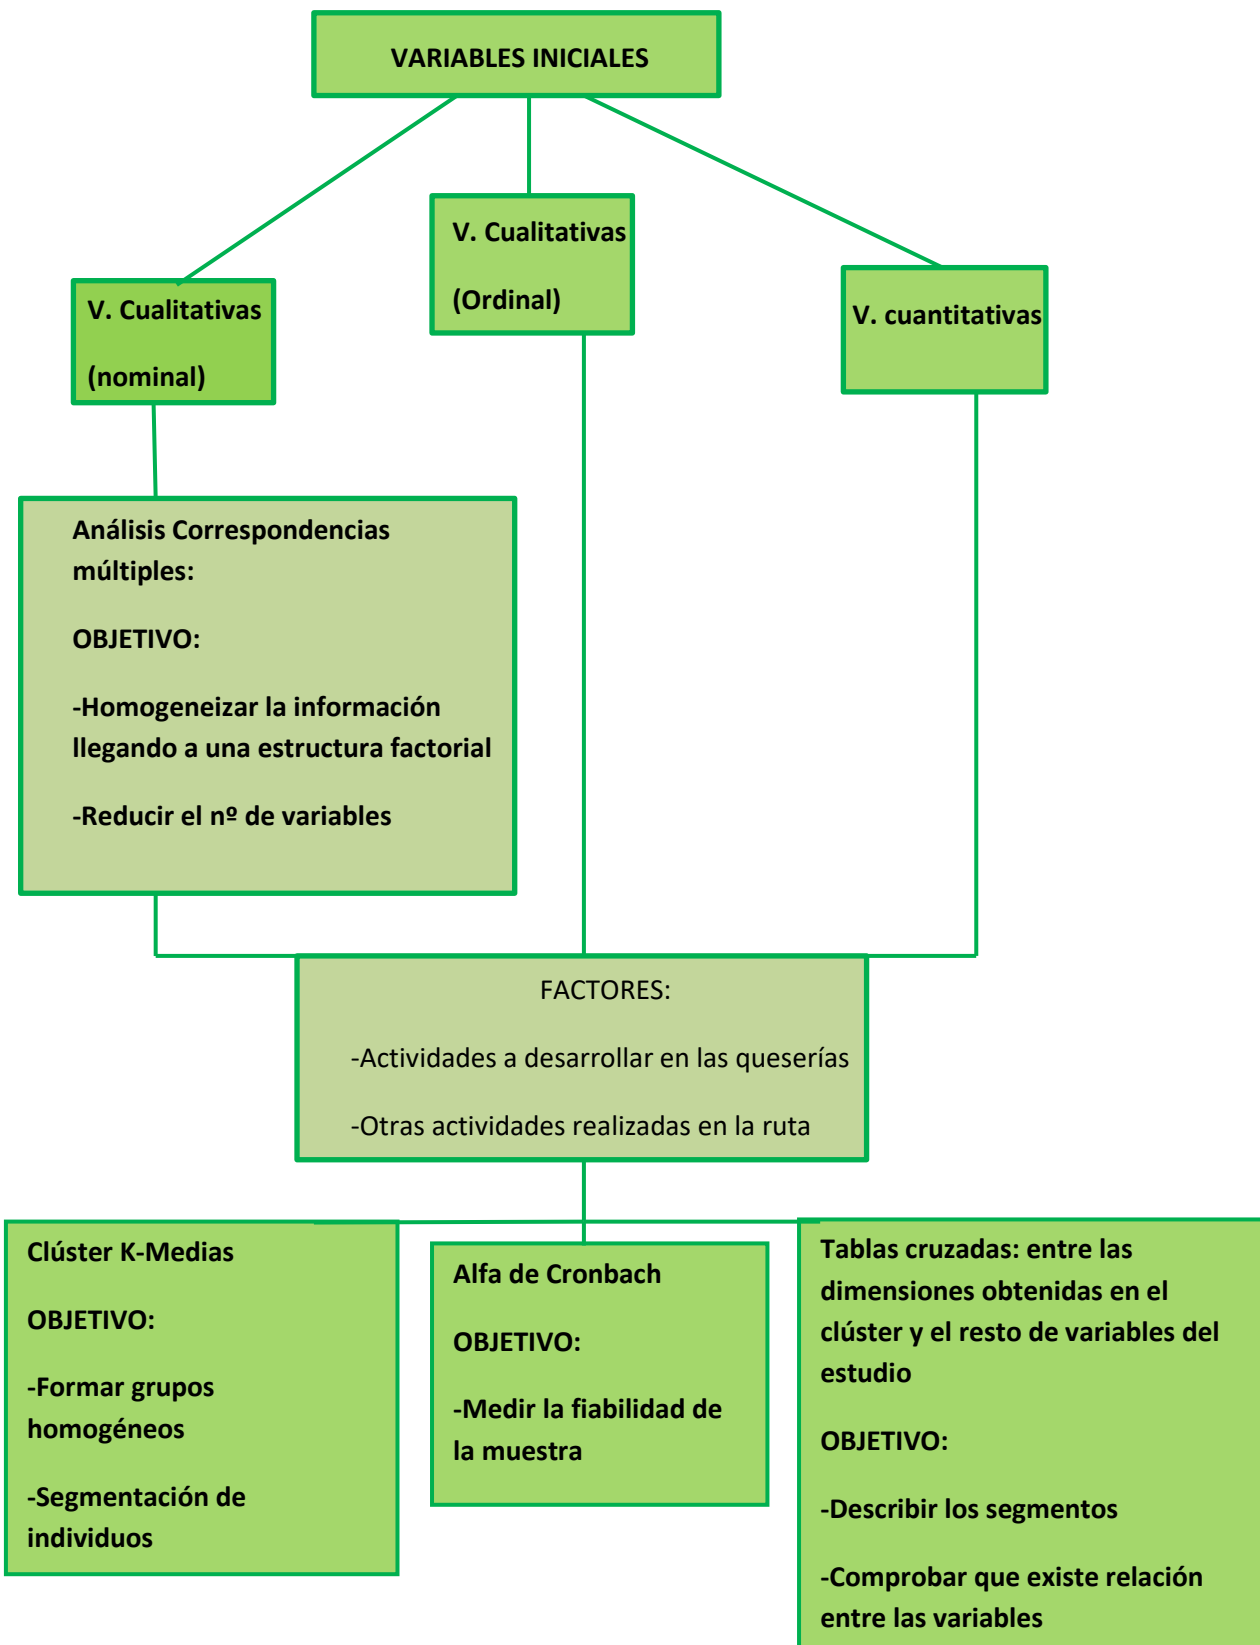 VARIABLES INICIALES
V. Cualitativas
(nominal)
V. Cualitativas
(Ordinal)
V. cuantitativas
Análisis Correspondencias
múltiples:
OBJETIVO:
-Homogeneizar la información
llegando a una estructura factorial
-Reducir el nº de variables
FACTORES:
-Actividades a desarrollar en las queserías
-Otras actividades realizadas en la ruta
Clúster K-Medias
OBJETIVO:
-Formar grupos
homogéneos
-Segmentación de
individuos
Alfa de Cronbach
OBJETIVO:
-Medir la fiabilidad de
la muestra
Tablas cruzadas: entre las
dimensiones obtenidas en el
clúster y el resto de variables del
estudio
OBJETIVO:
-Describir los segmentos
-Comprobar que existe relación
entre las variables